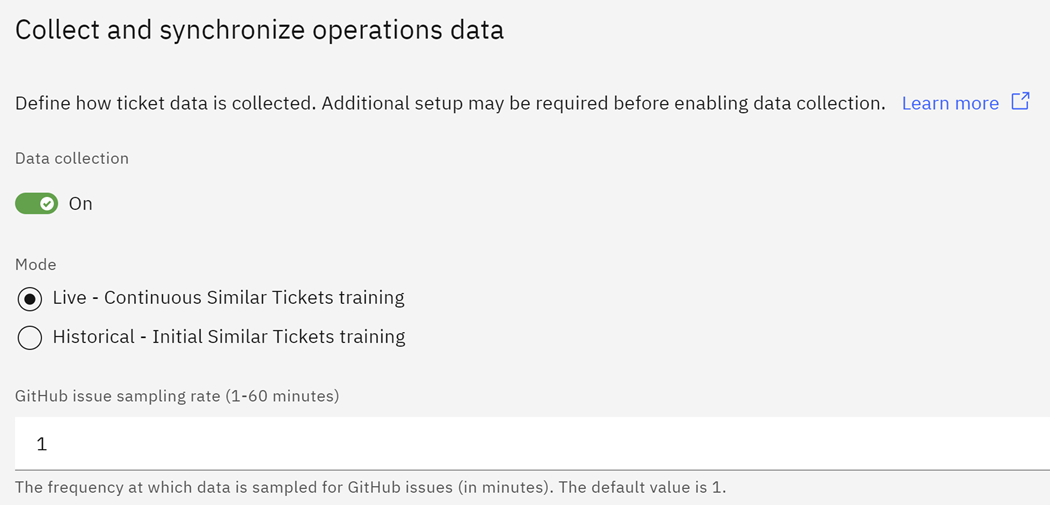 Collect and synchronize operations data
Define how ticket data is collected. Additional setup may be required before enabling data collection. Learn more
Data collection
On
Mode
Live - Continuous Similar Tickets training
Historical - Initial Similar Tickets training
GitHub issue sampling rate (1-60 minutes)
1
The frequency at which data is sampled for GitHub issues (in minutes). The default value is 1.